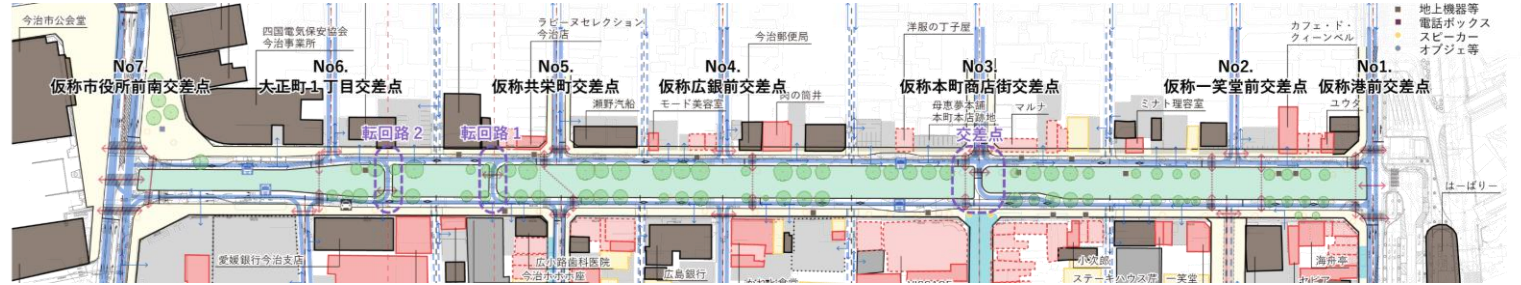 今治市公会堂
四国電気保安協会
今治事業所
ラビーヌセレクション
今治店
今治郵便局
洋服の丁子屋
カフェ・ド・
クィーンベル
地上機器等
電話ボックス
スピーカー
オブジェ等
No7.
仮称市役所前南交差点
No6.
大正町１丁目交差点
No5.
仮称共栄町交差点
No4.
仮称広銀前交差点
No3.
仮称本町商店街交差点
No2.
仮称一笑堂前交差点
No1.
仮称港前交差点
瀬野汽船
モード美容室
肉の筒井
母恵夢本舗
本町本店跡地
マルナ
ミナト理容室
ユウタ
転回路２
転回路１
交差点
はーばりー
愛媛銀行今治支店
広小路歯科医院
今治ホホホ座
広島銀行
小次郎
ステーキハウス芹
一笑堂
海舟亭